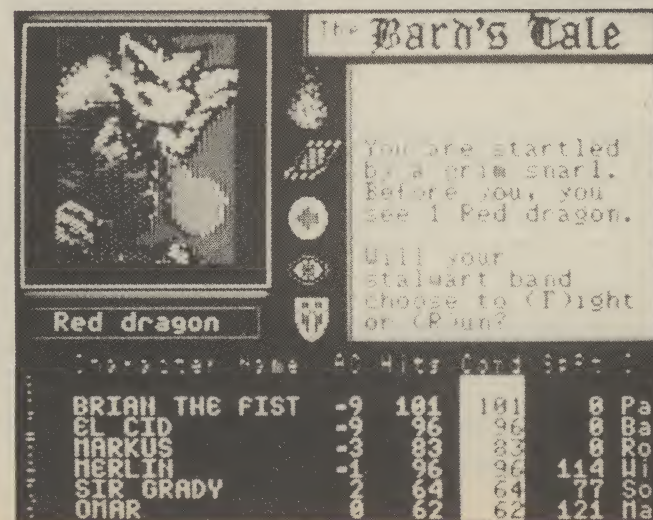 The Bard's Tale
You are startled
by a grim snarl.
Before you, you
see 1 Red dragon.
Will your
stalwart band
choose to (F)ight
or (R)un?
Red dragon
Character Name AC Hits Cond SpPt
BRIAN THE FIST -9 101 101 0 Pa
EL CID -9 96 96 0 Ba
MARKUS -3 83 83 0 Ro
MERLIN -1 96 96 114 Wi
SIR GRADY 2 64 64 77 So
OMAR 0 62 62 121 Ma